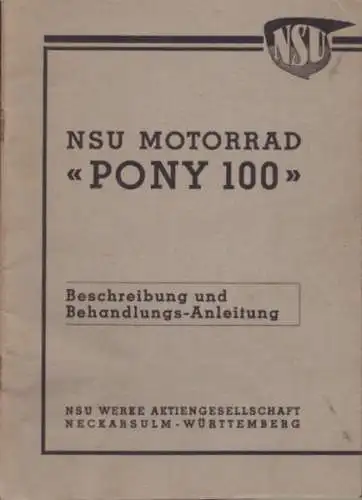 NSU
NSU MOTORRAD
«PONY 100»
Beschreibung und
Behandlungs-Anleitung
NSU WERKE AKTIENGESELLSCHAFT
NECKARSULM - WÜRTTEMBERG